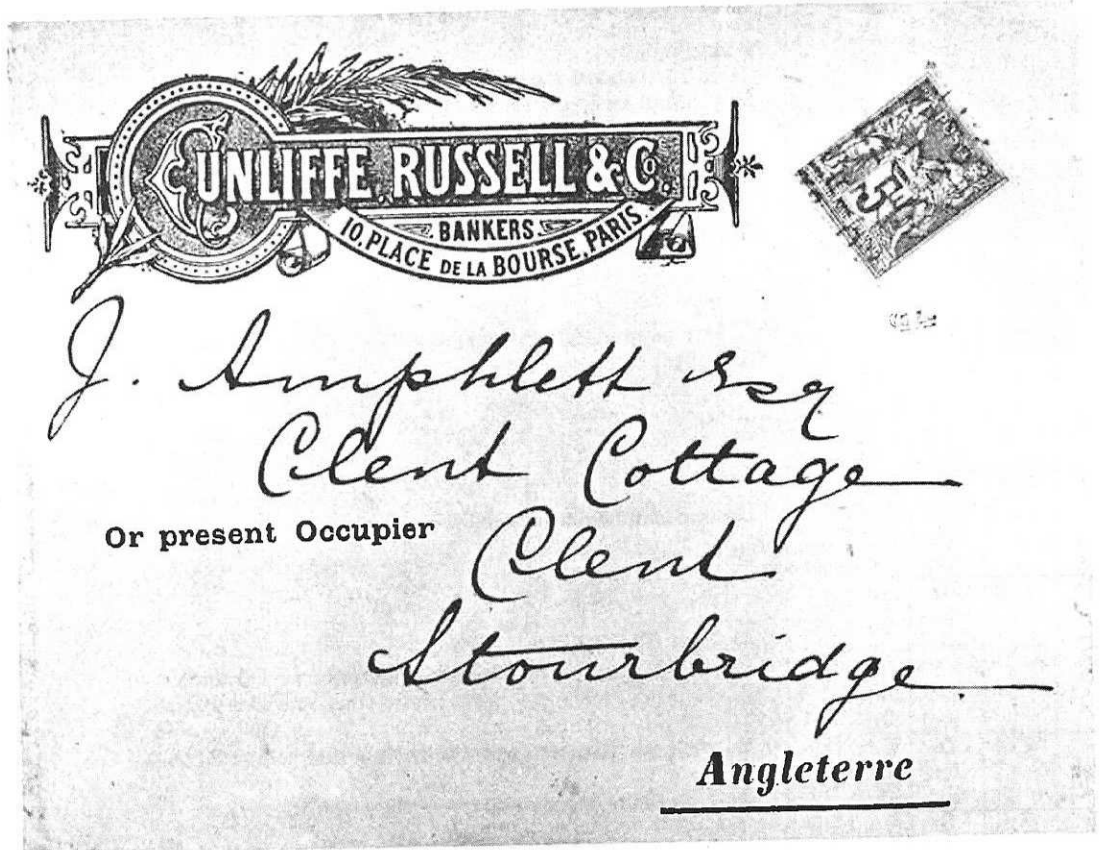 CUNLIFFE, RUSSELL & Co.
BANKERS
10, PLACE DE LA BOURSE, PARIS.
5
J. Amphlett Esq
Clent Cottage
Or present Occupier
Clent
Stourbridge
Angleterre